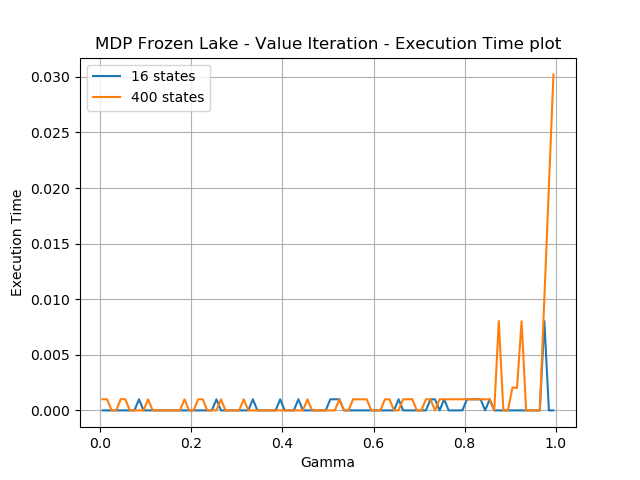 MDP Frozen Lake - Value Iteration - Execution Time plot
16 states
400 states
0.030
0.025
0.020
0.015
0.010
0.005
0.000
Execution Time
0.0 0.2 0.4 0.6 0.8 1.0
Gamma